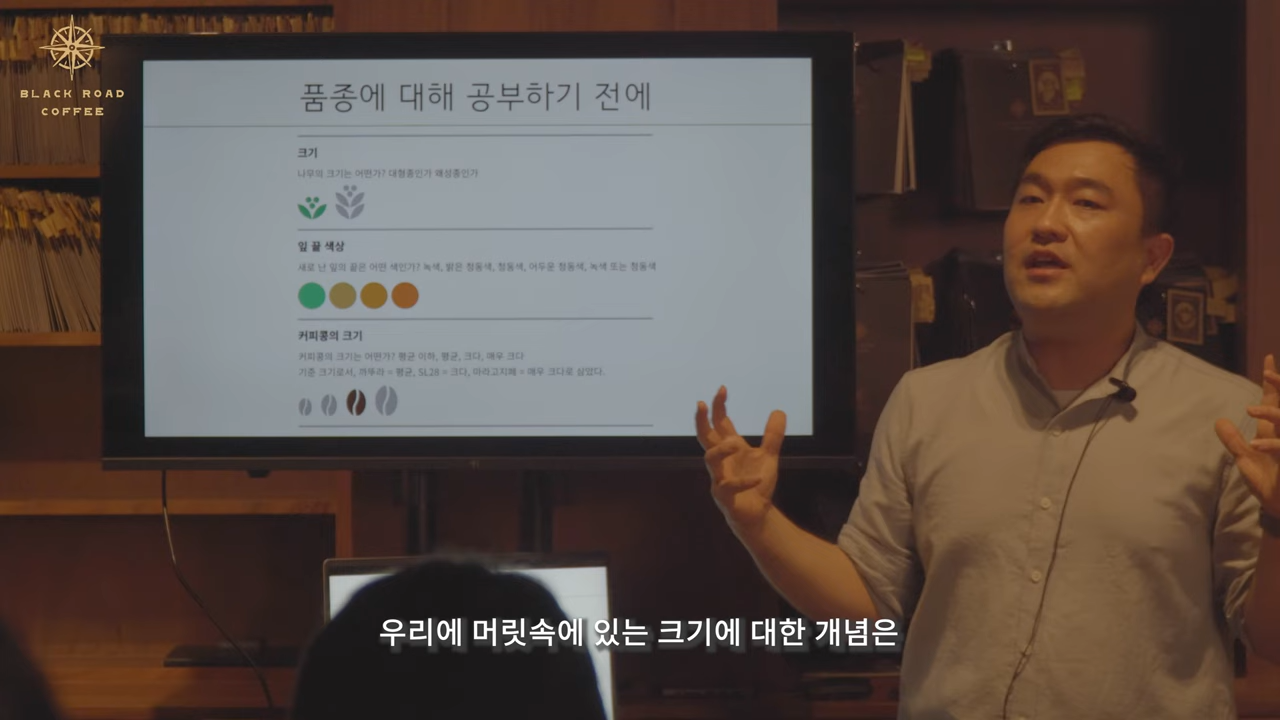 BLACK ROAD
COFFEE
품종에 대해 공부하기 전에
크기
나무의 크기는 어떤가? 대형종인가 왜성종인가
잎 끝 색상
새로 난 잎의 끝은 어떤 색인가? 녹색, 밝은 청동색, 청동색, 어두운 청동색, 녹색 또는 청동색
커피콩의 크기
커피콩의 크기는 어떤가? 평균 이하, 평균, 크다, 매우 크다
기준 크기로서, 까뚜라 = 평균, SL28 = 크다, 마라고지페 = 매우 크다로 삼았다.
우리에 머릿속에 있는 크기에 대한 개념은